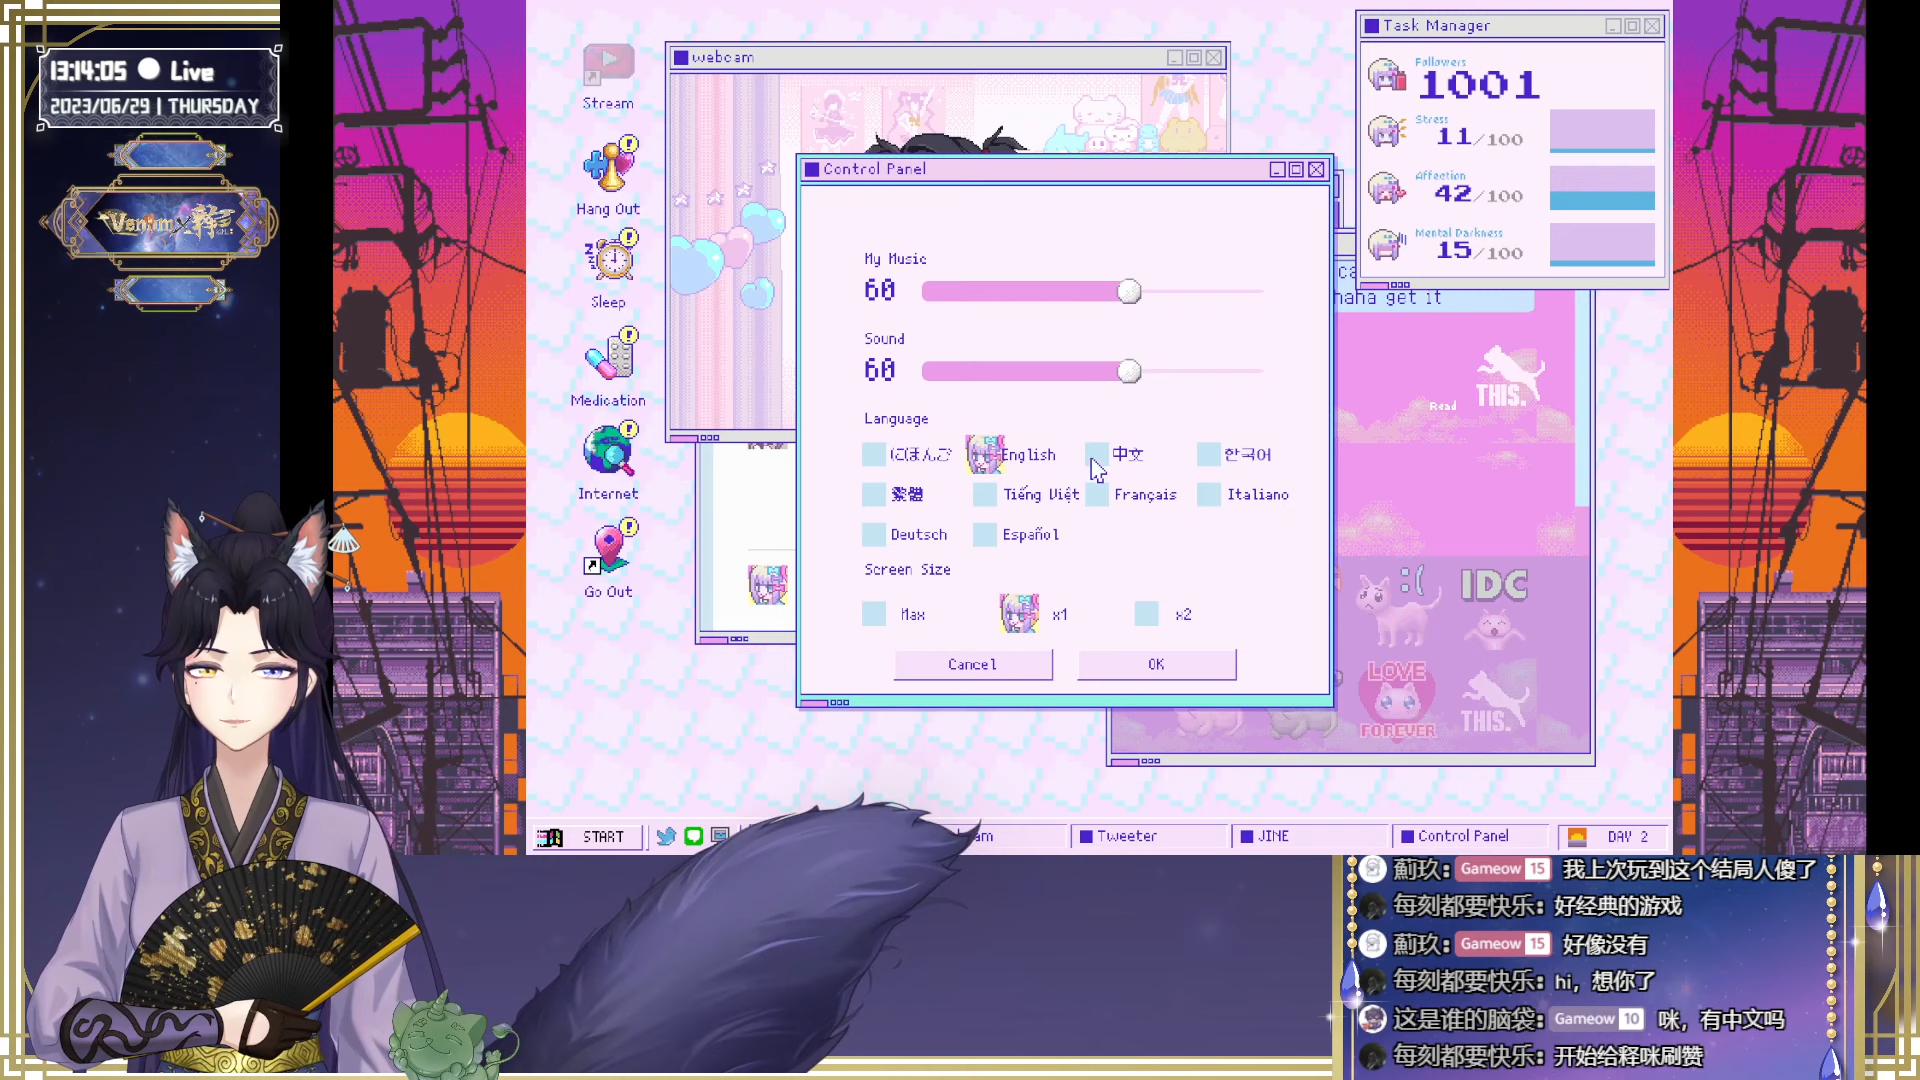 13:14:05 Live
2023/06/29 | THURSDAY
Venom
Stream
Hang Out
Sleep
Medication
Internet
Go Out
webcam
Task Manager
Followers
1001
Stress
11/100
Affection
42/100
Mental Darkness
15/100
Control Panel
My Music
60
Sound
60
Language
にほんご English 中文 한국어
繁體 Tiếng Việt Français Italiano
Deutsch Español
Screen Size
Max x1 x2
Cancel OK
haha get it
THIS.
Read
:( IDC
LOVE
FOREVER
THIS.
START
Tweeter
JINE
Control Panel
DAY 2
薊玖: Gameow 15 我上次玩到这个结局人傻了
每刻都要快乐: 好经典的游戏
薊玖: Gameow 15 好像没有
每刻都要快乐: hi，想你了
这是谁的脑袋: Gameow 10 咪，有中文吗
每刻都要快乐: 开始给释咪刷赞